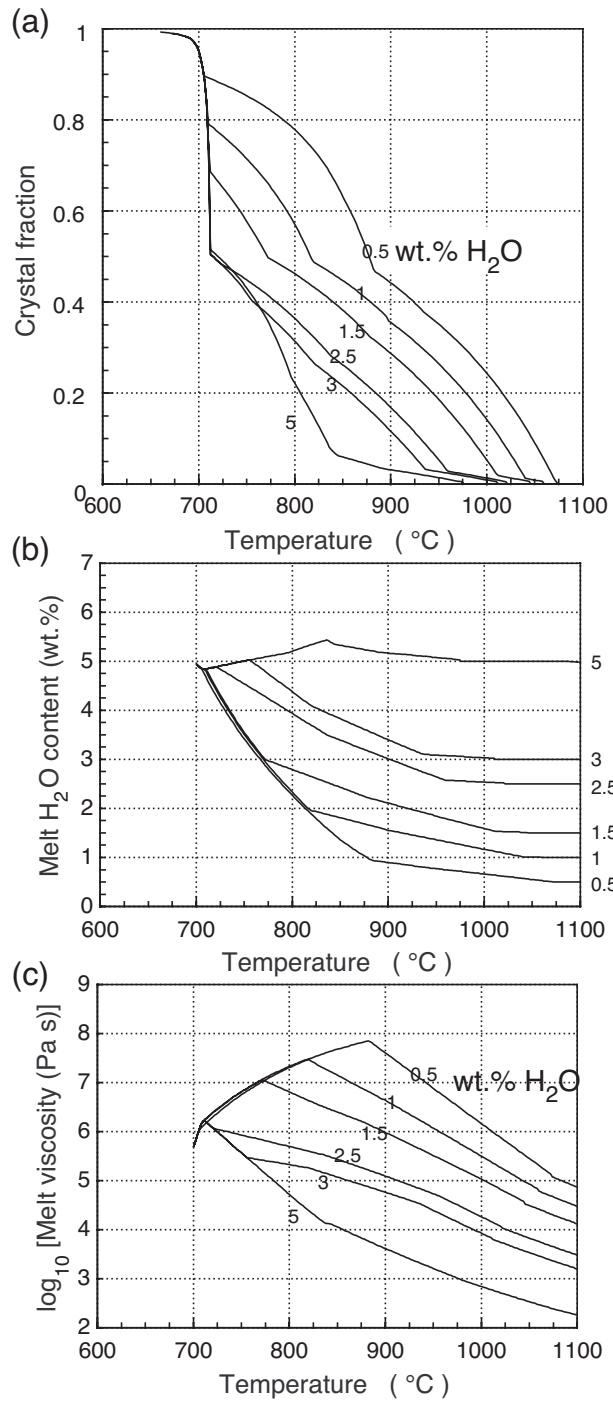 (a)
1
0.8
0.6
0.4
0.2
0
Crystal fraction
0.5 wt.% H₂O
1
1.5
2.5
3
5
600 700 800 900 1000 1100
Temperature ( °C )
(b)
7
6
5
4
3
2
1
0
Melt H₂O content (wt.%)
5
3
2.5
1.5
1
0.5
600 700 800 900 1000 1100
Temperature ( °C )
(c)
9
8
7
6
5
4
3
2
log₁₀ [Melt viscosity (Pa s)]
0.5 wt.% H₂O
1
1.5
2.5
3
5
600 700 800 900 1000 1100
Temperature ( °C )